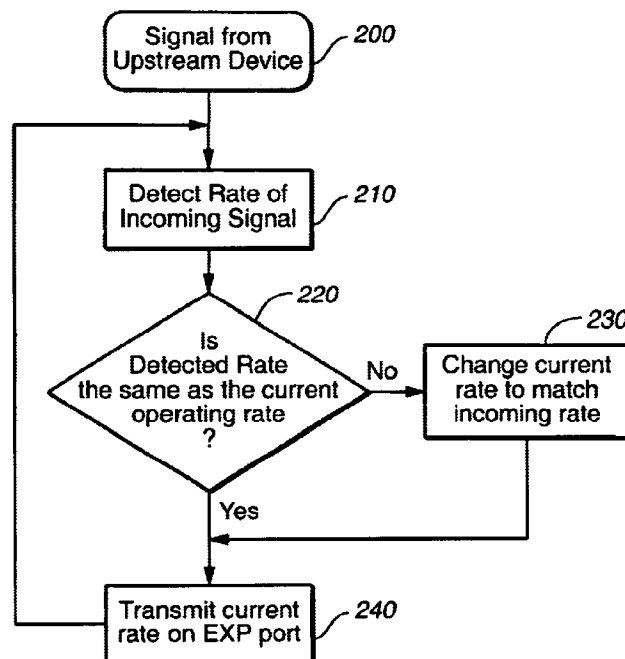 Signal from
Upstream Device
200
Detect Rate of
Incoming Signal
210
220
Is
Detected Rate
the same as the current
operating rate
?
No
230
Change current
rate to match
incoming rate
Yes
Transmit current
rate on EXP port
240